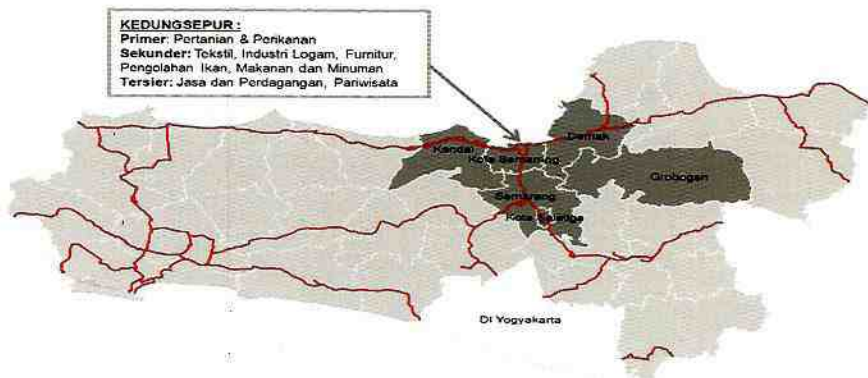 KEDUNGSEPUR :
Primer: Pertanian & Perikanan
Sekunder: Tekstil, Industri Logam, Furnitur,
Pengolahan Ikan, Makanan dan Minuman
Tersier: Jasa dan Perdagangan, Pariwisata
Demak
Kendal
Kota Semarang
Grobogan
Semarang
Kota Salatiga
DI Yogyakarta